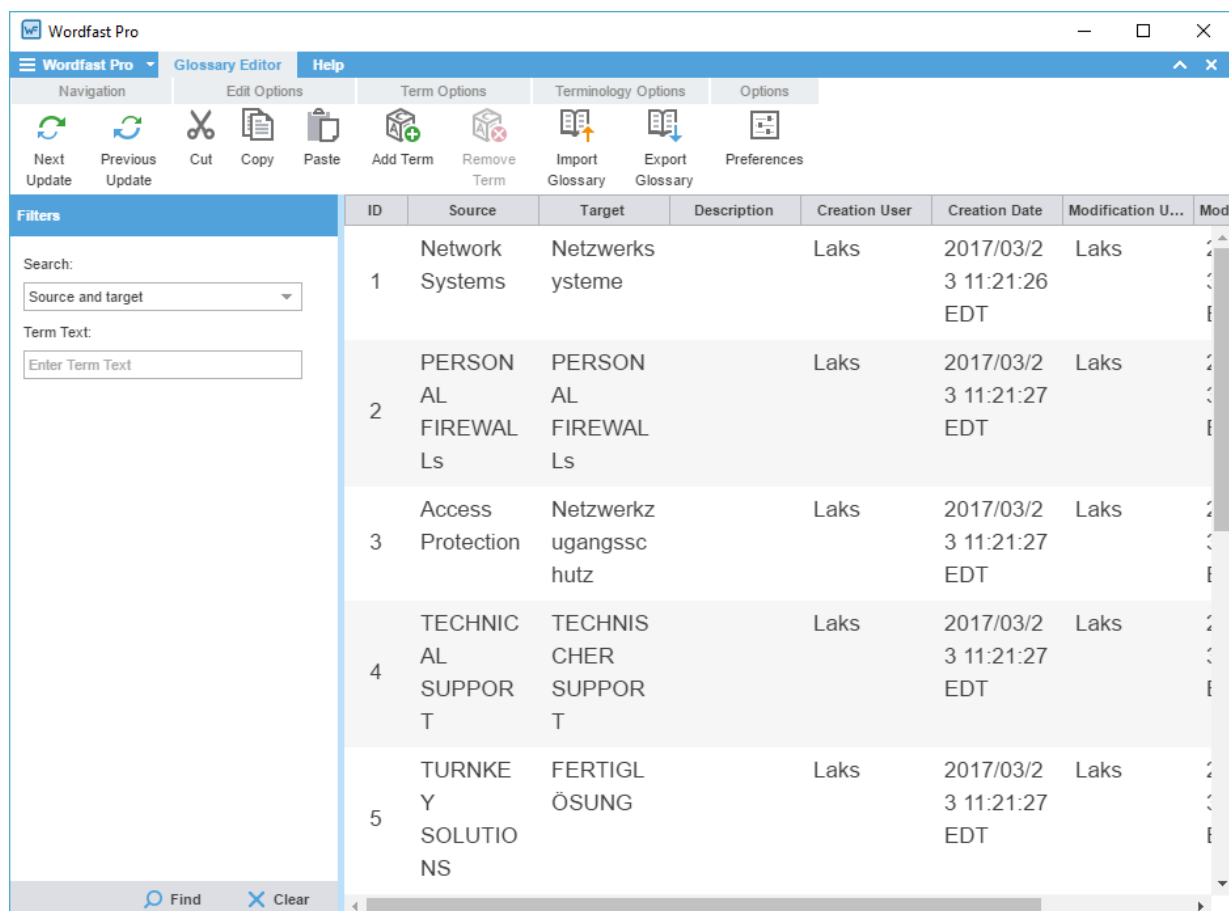 Wordfast Pro
Wordfast Pro Glossary Editor Help
Navigation Edit Options Term Options Terminology Options Options
Next Update
Previous Update
Cut
Copy
Paste
Add Term
Remove Term
Import Glossary
Export Glossary
Preferences
Filters
Search:
Source and target
Term Text:
Enter Term Text
Find
Clear
ID Source Target Description Creation User Creation Date Modification U... Mod
Network Netzwerks Laks 2017/03/2 Laks
1 Systems ysteme 3 11:21:26
EDT
PERSON PERSON Laks 2017/03/2 Laks
AL AL 3 11:21:27
2 FIREWAL FIREWAL EDT
Ls Ls
Access Netzwerkz Laks 2017/03/2 Laks
3 Protection ugangssc 3 11:21:27
hutz EDT
TECHNIC TECHNIS Laks 2017/03/2 Laks
AL CHER 3 11:21:27
4 SUPPOR SUPPOR EDT
T T
TURNKE FERTIGL Laks 2017/03/2 Laks
Y ÖSUNG 3 11:21:27
5 SOLUTIO EDT
NS